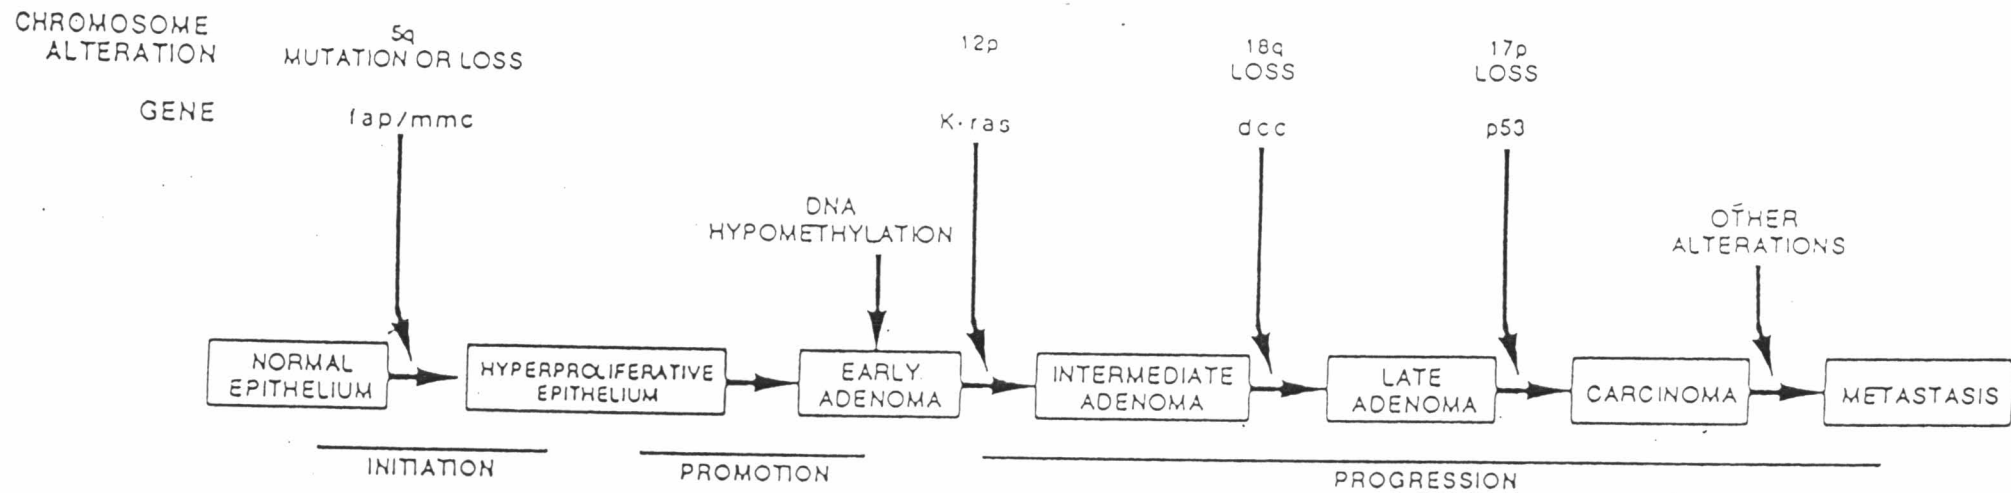 CHROMOSOME
ALTERATION
5q
MUTATION OR LOSS
12p
18q
LOSS
17p
LOSS
GENE
fap/mmc
K-ras
dcc
p53
DNA
HYPOMETHYLATION
OTHER
ALTERATIONS
NORMAL
EPITHELIUM
HYPERPROLIFERATIVE
EPITHELIUM
EARLY
ADENOMA
INTERMEDIATE
ADENOMA
LATE
ADENOMA
CARCINOMA
METASTASIS
INITIATION
PROMOTION
PROGRESSION